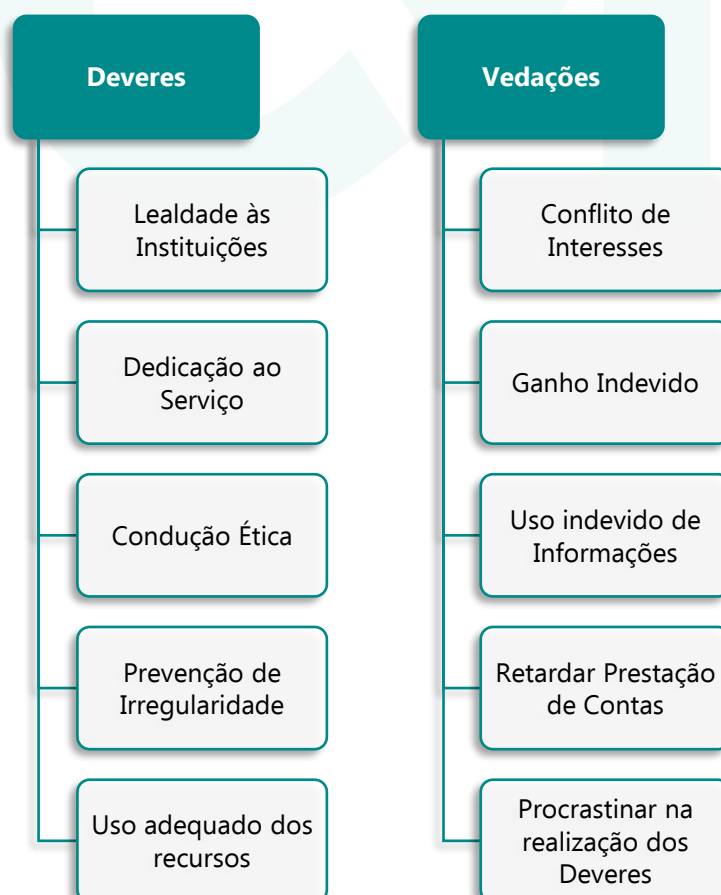 Deveres
Lealdade às
Instituições
Dedicação ao
Serviço
Condução Ética
Prevenção de
Irregularidade
Uso adequado dos
recursos
Vedações
Conflito de
Interesses
Ganho Indevido
Uso indevido de
Informações
Retardar Prestação
de Contas
Procrastinar na
realização dos
Deveres